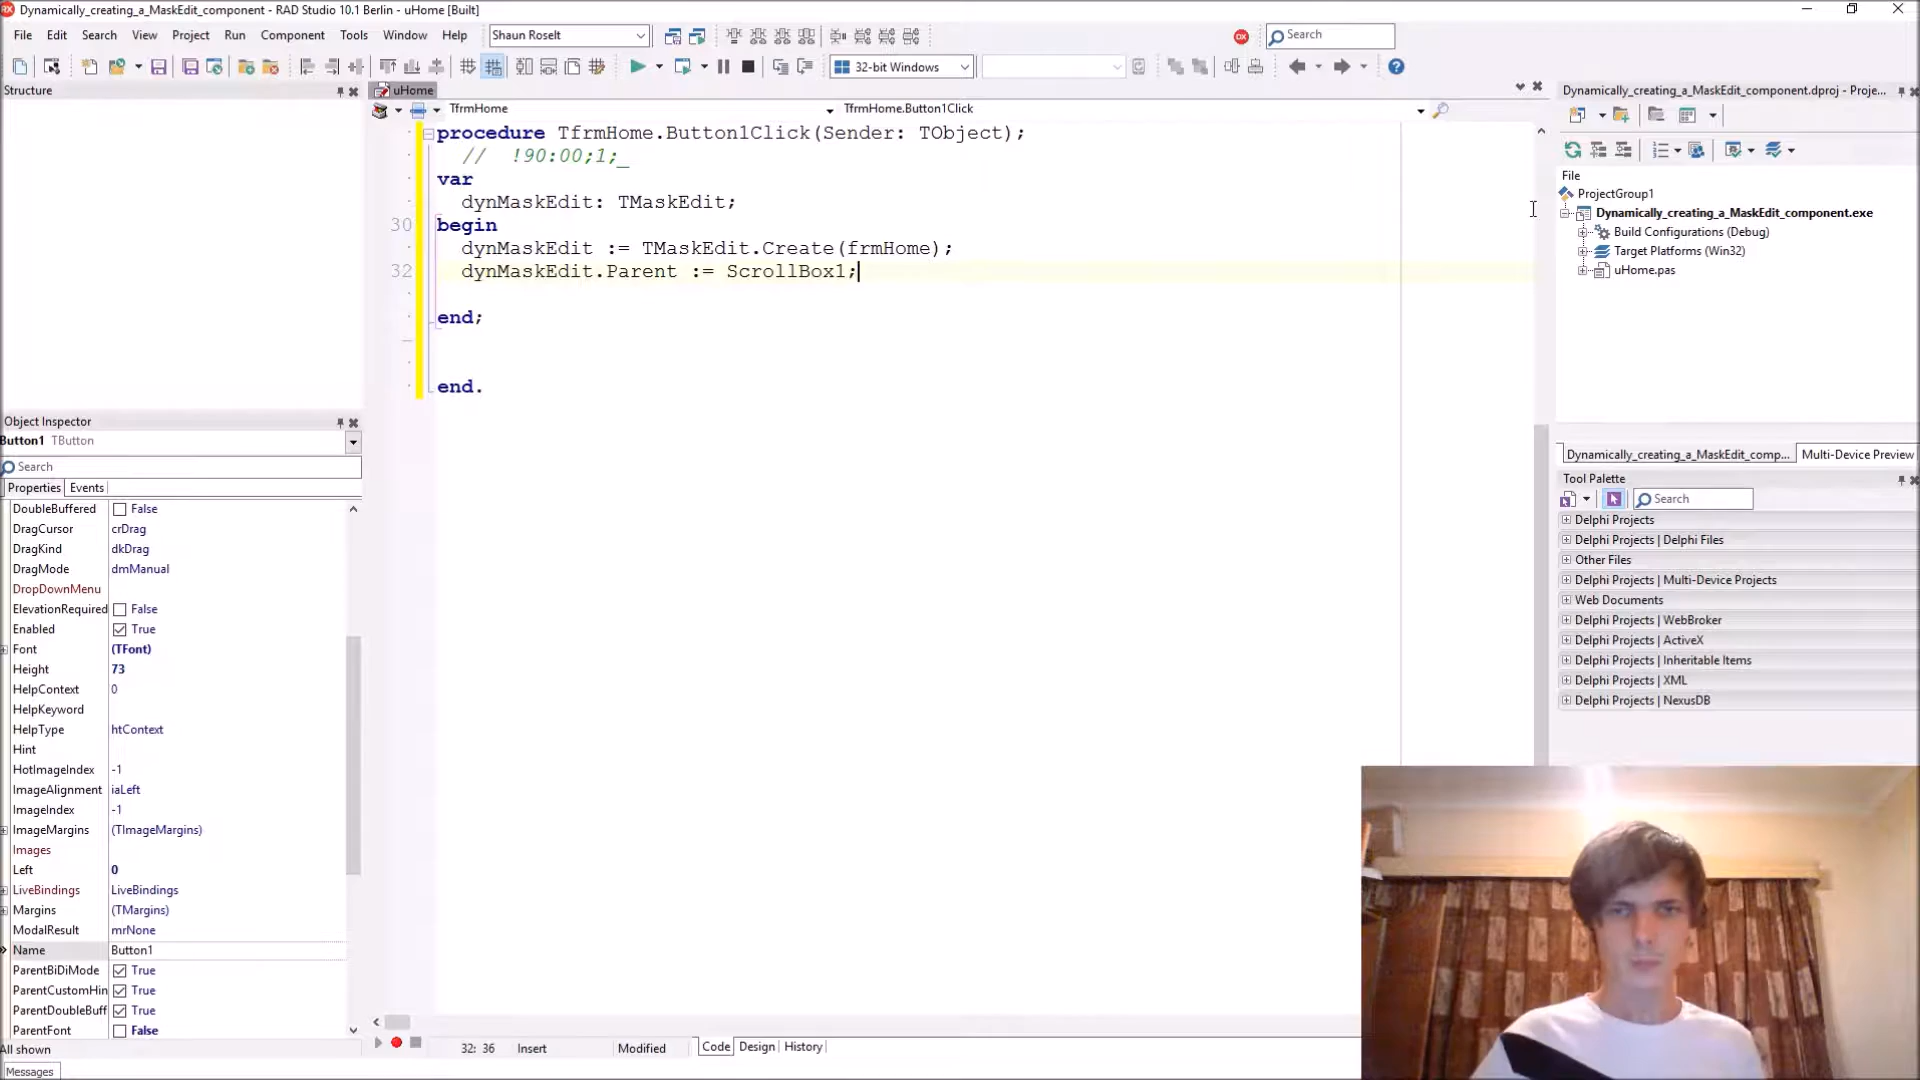 Dynamically_creating_a_MaskEdit_component - RAD Studio 10.1 Berlin - uHome [Built]
File Edit Search View Project Run Component Tools Window Help Shaun Roselt Search
32-bit Windows
Structure
uHome
TfrmHome TfrmHome.Button1Click
procedure TfrmHome.Button1Click(Sender: TObject);
// !90:00;1;_
var
dynMaskEdit: TMaskEdit;
30 begin
dynMaskEdit := TMaskEdit.Create(frmHome);
32 dynMaskEdit.Parent := ScrollBox1;
end;
end.
Object Inspector
Button1 TButton
Search
Properties Events
DoubleBuffered False
DragCursor crDrag
DragKind dkDrag
DragMode dmManual
DropDownMenu
ElevationRequired False
Enabled True
Font (TFont)
Height 73
HelpContext 0
HelpKeyword
HelpType htContext
Hint
HotImageIndex -1
ImageAlignment iaLeft
ImageIndex -1
ImageMargins (TImageMargins)
Images
Left 0
LiveBindings LiveBindings
Margins (TMargins)
ModalResult mrNone
Name Button1
ParentBiDiMode True
ParentCustomHin True
ParentDoubleBuff True
ParentFont False
All shown
Messages
32: 36 Insert Modified Code Design History
Dynamically_creating_a_MaskEdit_component.dproj - Proje...
File
ProjectGroup1
Dynamically_creating_a_MaskEdit_component.exe
Build Configurations (Debug)
Target Platforms (Win32)
uHome.pas
Dynamically_creating_a_MaskEdit_comp... Multi-Device Preview
Tool Palette
Search
Delphi Projects
Delphi Projects | Delphi Files
Other Files
Delphi Projects | Multi-Device Projects
Web Documents
Delphi Projects | WebBroker
Delphi Projects | ActiveX
Delphi Projects | Inheritable Items
Delphi Projects | XML
Delphi Projects | NexusDB